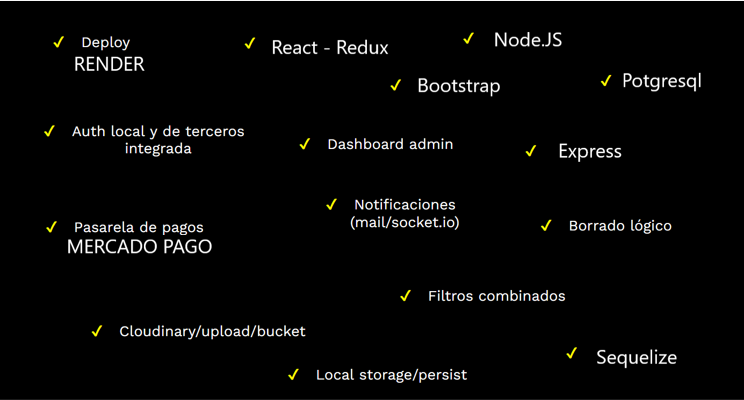 Deploy
RENDER
React - Redux
Node.JS
Bootstrap
Potgresql
Auth local y de terceros
integrada
Dashboard admin
Express
Notificaciones
(mail/socket.io)
Pasarela de pagos
MERCADO PAGO
Borrado lógico
Filtros combinados
Cloudinary/upload/bucket
Sequelize
Local storage/persist